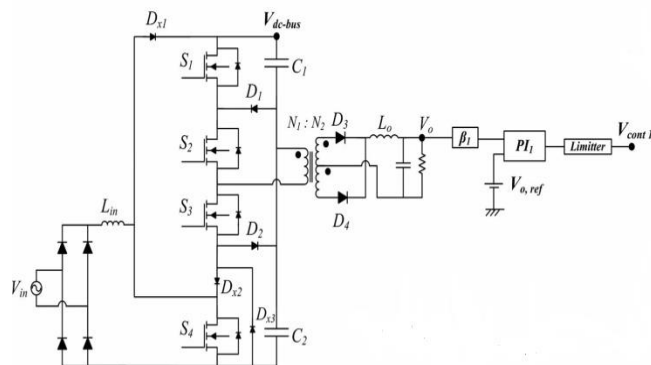 D_x1
V_dc-bus
S_1
C_1
D_1
N_1 : N_2
D_3
L_o
V_o
β_1
PI_1
Limitter
V_cont 1
S_2
V_o, ref
L_in
S_3
D_2
D_4
V_in
D_x2
D_x3
S_4
C_2